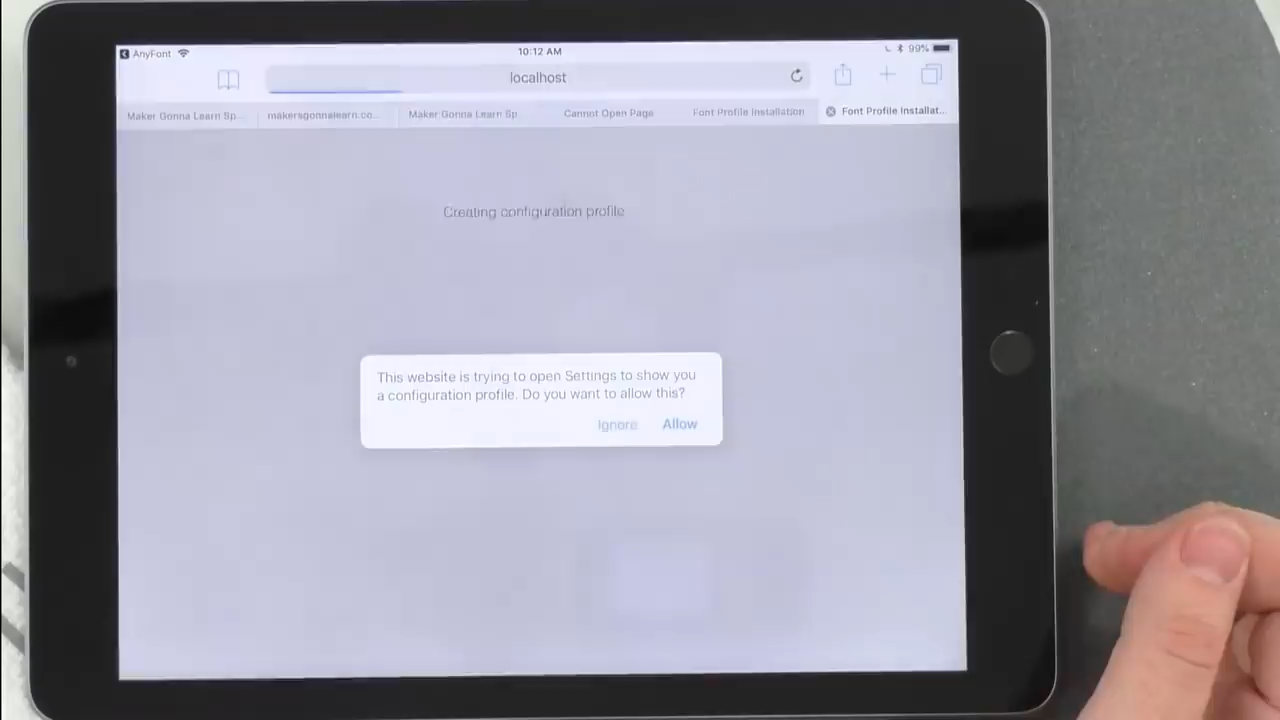 AnyFont 10:12 AM 99%
localhost
Maker Gonna Learn Sp... makersgonnalearn.co... Maker Gonna Learn Sp Cannot Open Page Font Profile Installation Font Profile Installat...
Creating configuration profile
This website is trying to open Settings to show you
a configuration profile. Do you want to allow this?
Ignore Allow